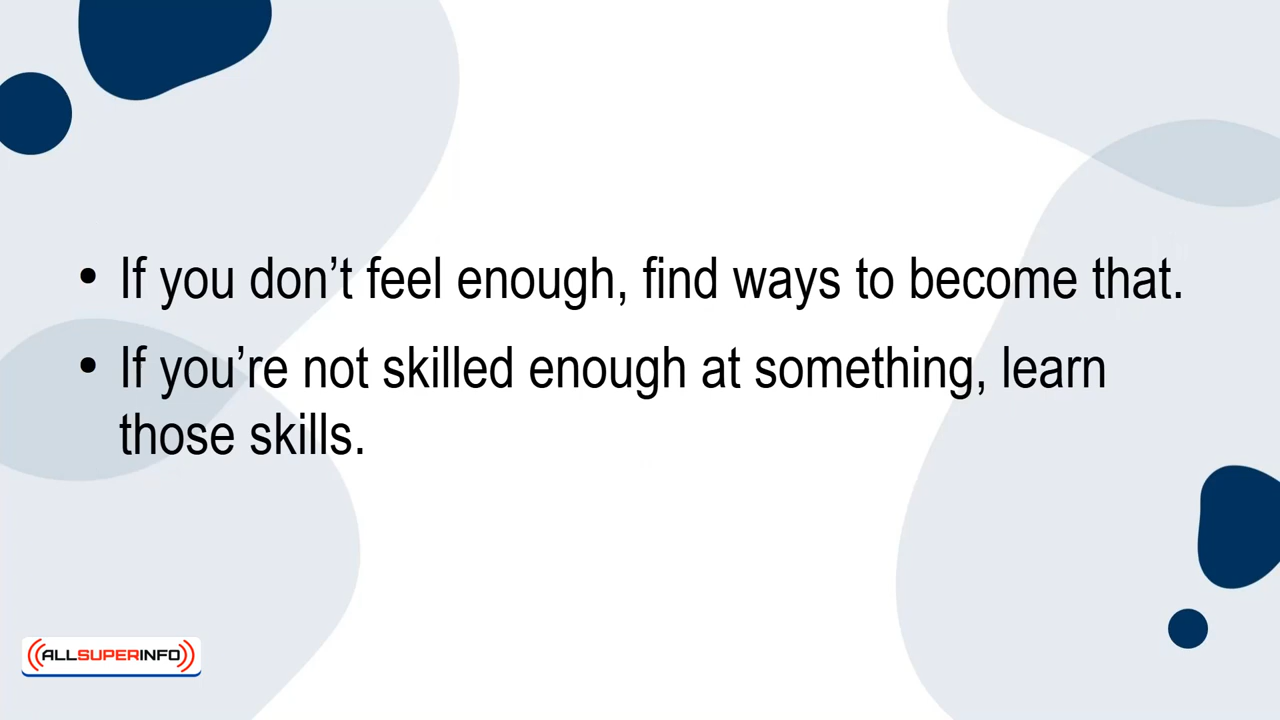 • If you don’t feel enough, find ways to become that.
• If you’re not skilled enough at something, learn
those skills.
ALLSUPERINFO